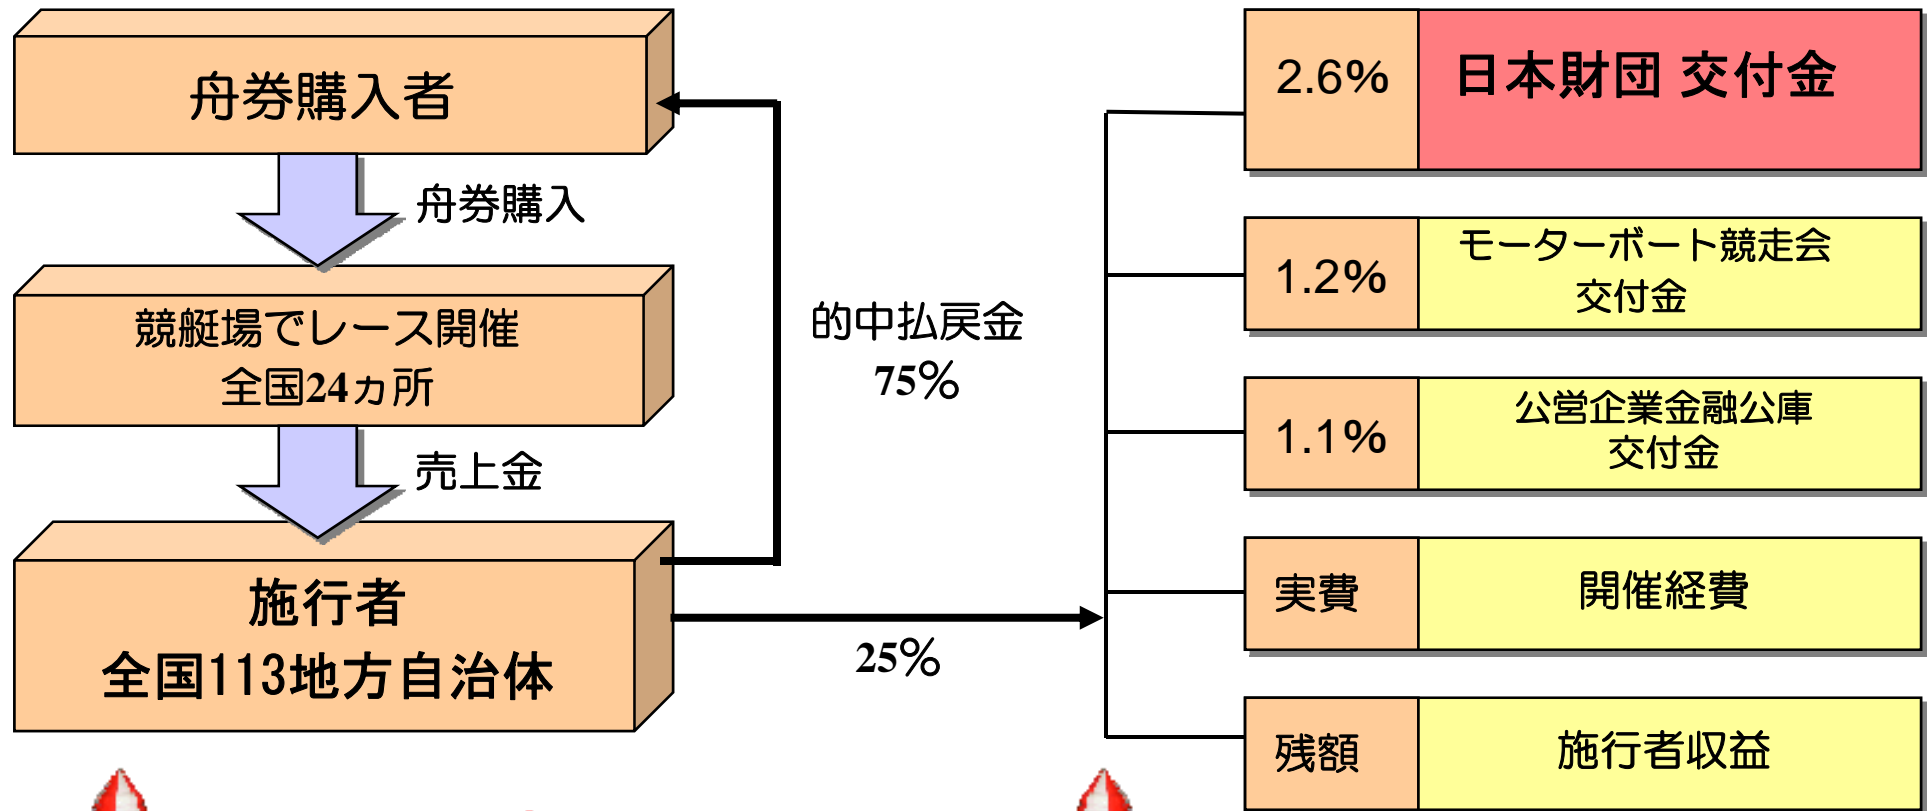 舟券購入者
舟券購入
競艇場でレース開催
全国24ヵ所
売上金
施行者
全国113地方自治体
的中払戻金
75%
25%
2.6%
日本財団 交付金
1.2%
モーターボート競走会
交付金
1.1%
公営企業金融公庫
交付金
実費
開催経費
残額
施行者収益